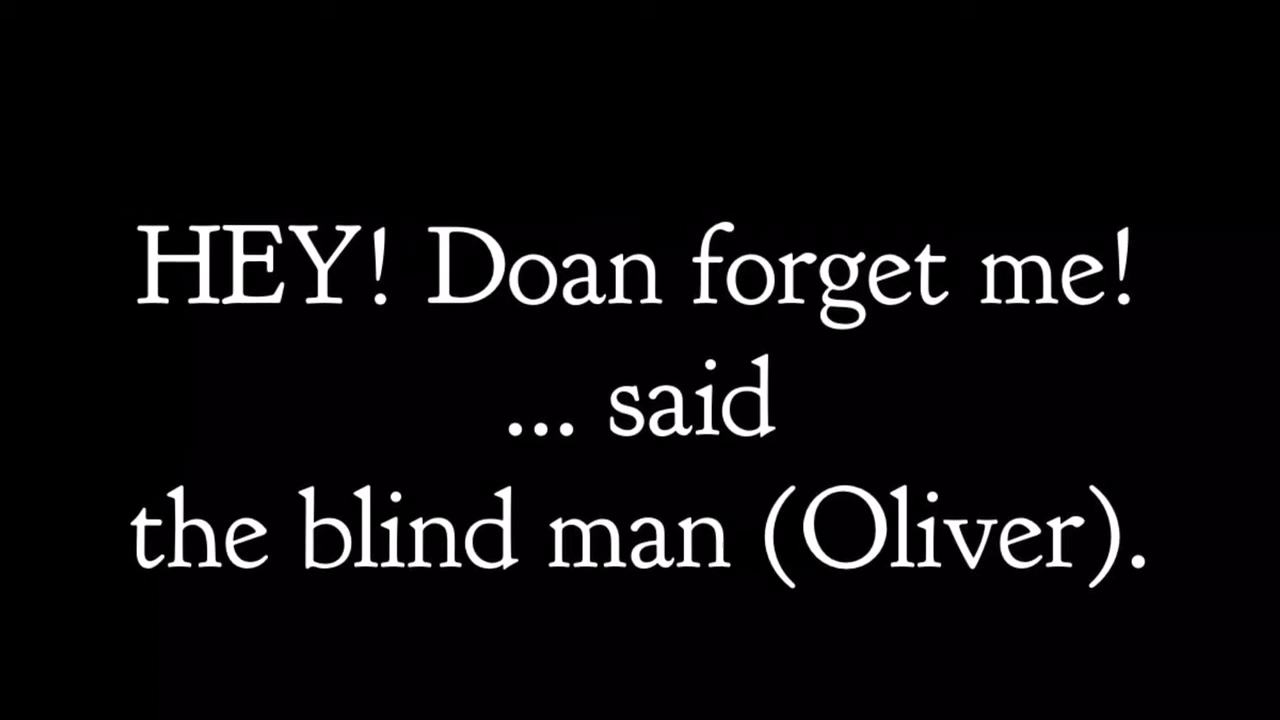 HEY! Doan forget me!
... said
the blind man (Oliver).